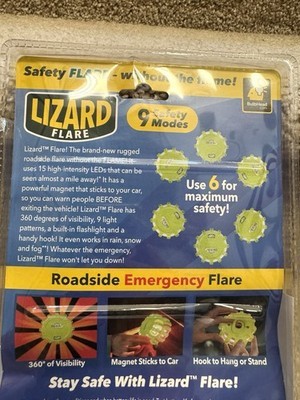 Safety FLARE - without the flame!
LIZARD
FLARE
9 Safety
Modes
BulbHead
Lizard™ Flare! The brand-new rugged
roadside flare without the FLAME! It
uses 15 high intensity LEDs that can be
seen almost a mile away!* It has a
powerful magnet that sticks to your car,
so you can warn people BEFORE
exiting the vehicle! Lizard™ Flare has
360 degrees of visibility, 9 light
patterns, a built-in flashlight and a
handy hook! It even works in rain, snow
and fog™! Whatever the emergency,
Lizard™ Flare won't let you down!
Use 6 for
maximum
safety!
Roadside Emergency Flare
360° of Visibility
Magnet Sticks to Car
Hook to Hang or Stand
Stay Safe With Lizard™ Flare!